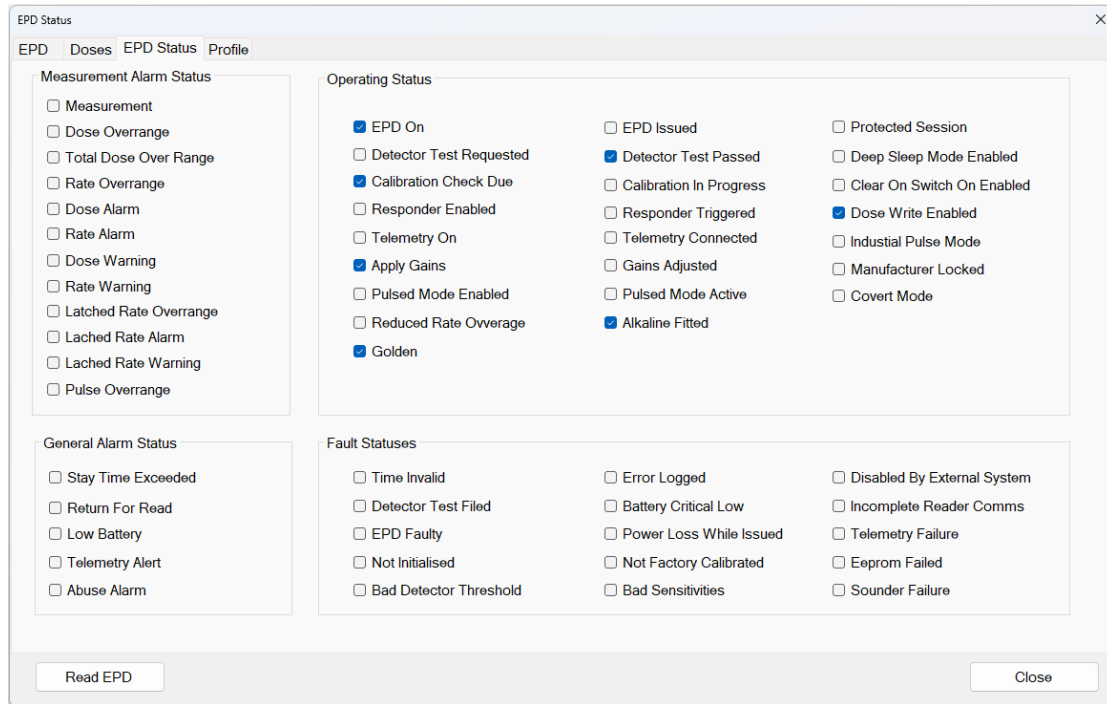 EPD Status
EPD Doses EPD Status Profile
Measurement Alarm Status
Measurement
Dose Overrange
Total Dose Over Range
Rate Overrange
Dose Alarm
Rate Alarm
Dose Warning
Rate Warning
Latched Rate Overrange
Lached Rate Alarm
Lached Rate Warning
Pulse Overrange
Operating Status
EPD On EPD Issued Protected Session
Detector Test Requested Detector Test Passed Deep Sleep Mode Enabled
Calibration Check Due Calibration In Progress Clear On Switch On Enabled
Responder Enabled Responder Triggered Dose Write Enabled
Telemetry On Telemetry Connected Industial Pulse Mode
Apply Gains Gains Adjusted Manufacturer Locked
Pulsed Mode Enabled Pulsed Mode Active Covert Mode
Reduced Rate Ovverage Alkaline Fitted
Golden
General Alarm Status
Stay Time Exceeded
Return For Read
Low Battery
Telemetry Alert
Abuse Alarm
Fault Statuses
Time Invalid Error Logged Disabled By External System
Detector Test Filed Battery Critical Low Incomplete Reader Comms
EPD Faulty Power Loss While Issued Telemetry Failure
Not Initialised Not Factory Calibrated Eeprom Failed
Bad Detector Threshold Bad Sensitivities Sounder Failure
Read EPD Close